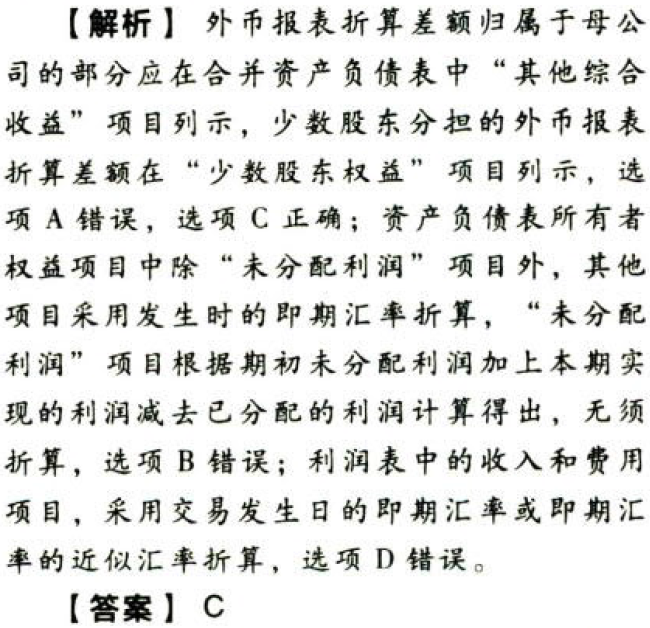 【解析】 外币报表折算差额归属于母公
司的部分应在合并资产负债表中“其他综合
收益”项目列示，少数股东分担的外币报表
折算差额在“少数股东权益”项目列示，选
项 A 错误，选项 C 正确；资产负债表所有者
权益项目中除“未分配利润”项目外，其他
项目采用发生时的即期汇率折算，“未分配
利润”项目根据期初未分配利润加上本期实
现的利润减去已分配的利润计算得出，无须
折算，选项 B 错误；利润表中的收入和费用
项目，采用交易发生日的即期汇率或即期汇
率的近似汇率折算，选项 D 错误。
【答案】 C